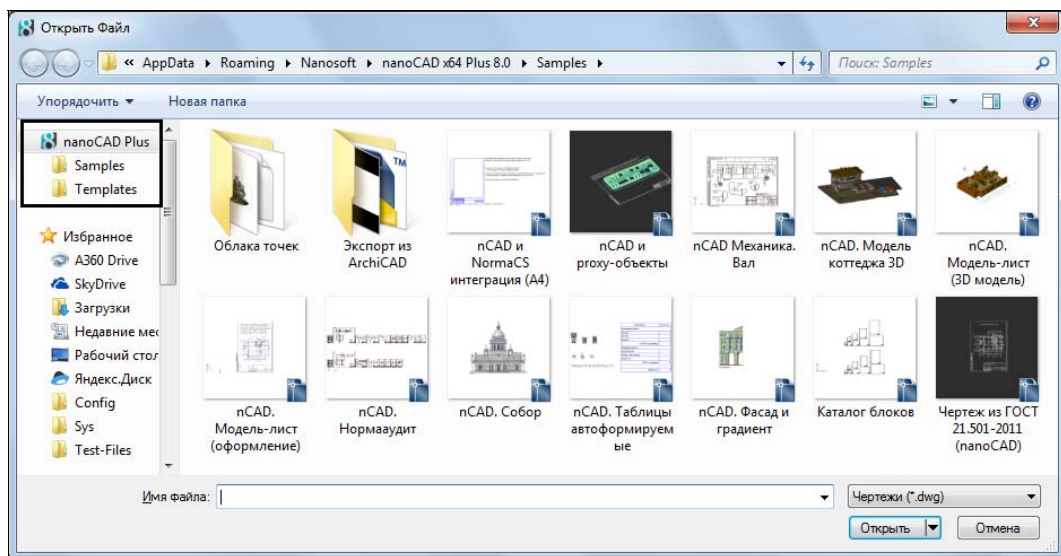 Открыть Файл
« AppData ▸ Roaming ▸ Nanosoft ▸ nanoCAD x64 Plus 8.0 ▸ Samples ▸
Поиск: Samples
Упорядочить ▾ Новая папка
nanoCAD Plus
Samples
Templates
Избранное
A360 Drive
SkyDrive
Загрузки
Недавние мес
Рабочий стол
Яндекс.Диск
Config
Sys
Test-Files
TM
Облака точек
Экспорт из
ArchiCAD
nCAD и
NormaCS
интеграция (А4)
nCAD и
proxy-объекты
nCAD Механика.
Вал
nCAD. Модель
коттеджа 3D
nCAD.
Модель-лист
(3D модель)
nCAD.
Модель-лист
(оформление)
nCAD.
Нормааудит
nCAD. Собор
nCAD. Таблицы
автоформируем
ые
nCAD. Фасад и
градиент
Каталог блоков
Чертеж из ГОСТ
21.501-2011
(nanoCAD)
Имя файла:
Чертежи (*.dwg)
Открыть
Отмена